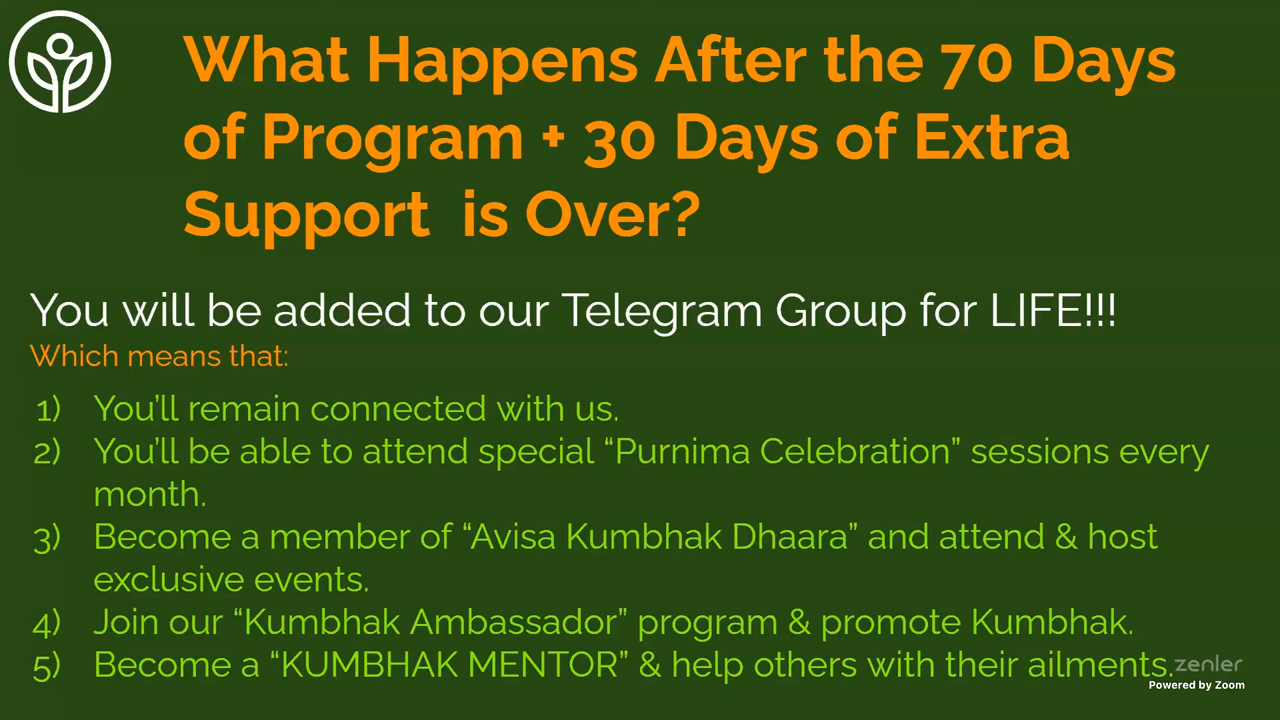 What Happens After the 70 Days
of Program + 30 Days of Extra
Support is Over?
You will be added to our Telegram Group for LIFE!!!
Which means that:
1) You'll remain connected with us.
2) You'll be able to attend special “Purnima Celebration” sessions every
month.
3) Become a member of “Avisa Kumbhak Dhaara” and attend & host
exclusive events.
4) Join our “Kumbhak Ambassador” program & promote Kumbhak.
5) Become a “KUMBHAK MENTOR” & help others with their ailments.
zenler
Powered by Zoom